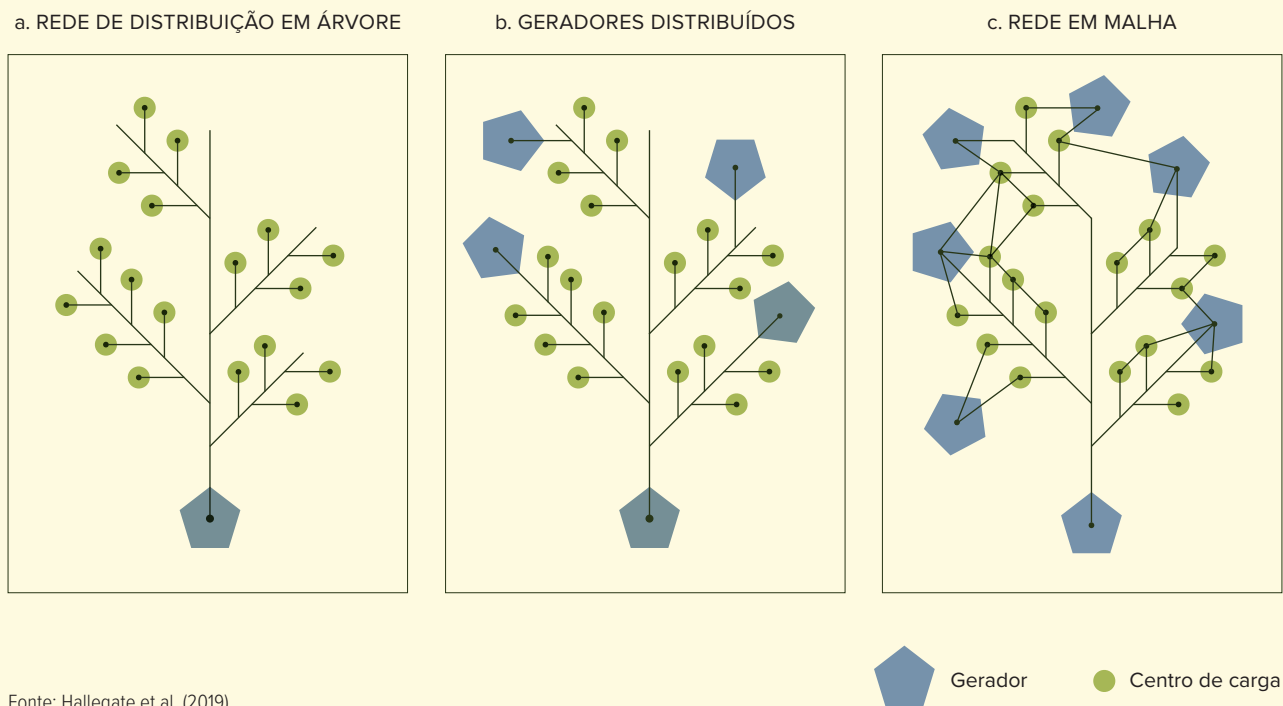 a. REDE DE DISTRIBUIÇÃO EM ÁRVORE
b. GERADORES DISTRIBUÍDOS
c. REDE EM MALHA
Gerador
Centro de carga
Fonte: Hallegate et al. (2019)